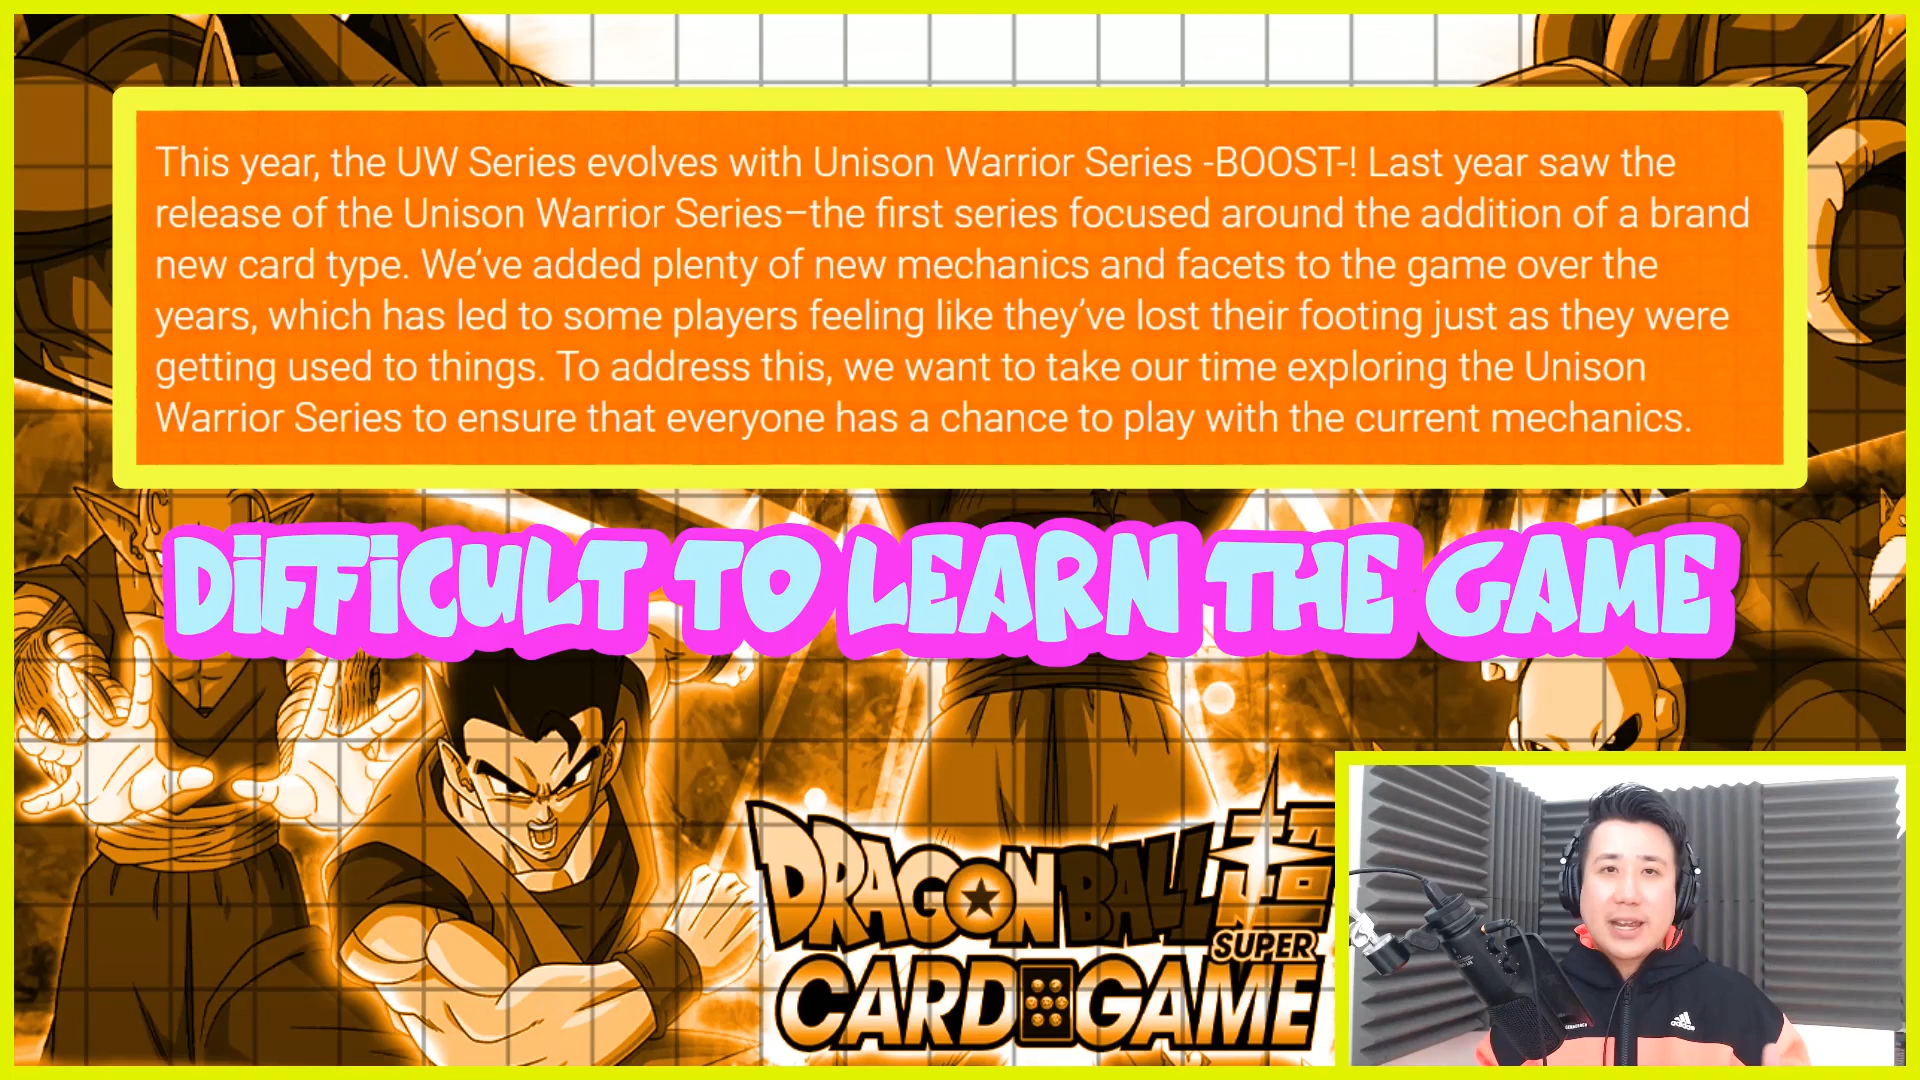 This year, the UW Series evolves with Unison Warrior Series -BOOST-! Last year saw the
release of the Unison Warrior Series–the first series focused around the addition of a brand
new card type. We’ve added plenty of new mechanics and facets to the game over the
years, which has led to some players feeling like they’ve lost their footing just as they were
getting used to things. To address this, we want to take our time exploring the Unison
Warrior Series to ensure that everyone has a chance to play with the current mechanics.
DIFFICULT TO LEARN THE GAME
DRAGON BALL 超
SUPER
CARD GAME
adidas